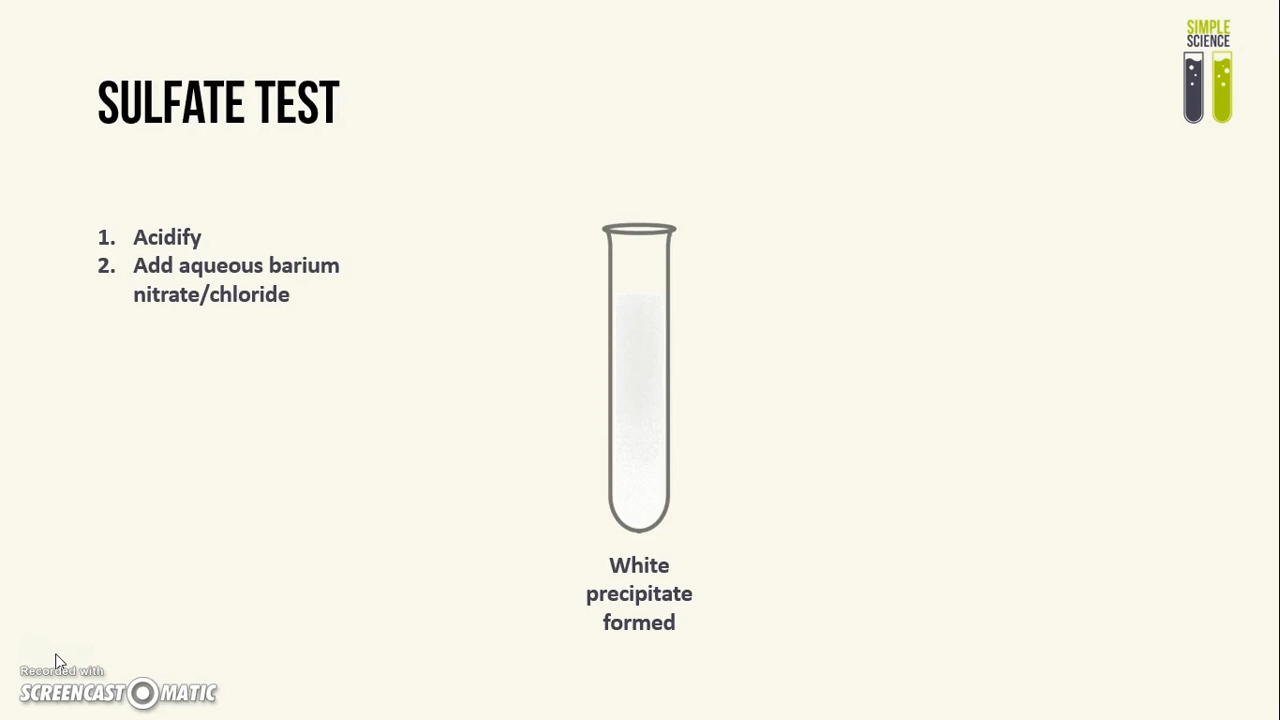 SIMPLE
SCIENCE
SULFATE TEST
1. Acidify
2. Add aqueous barium
nitrate/chloride
White
precipitate
formed
Recorded with
SCREENCAST MATIC